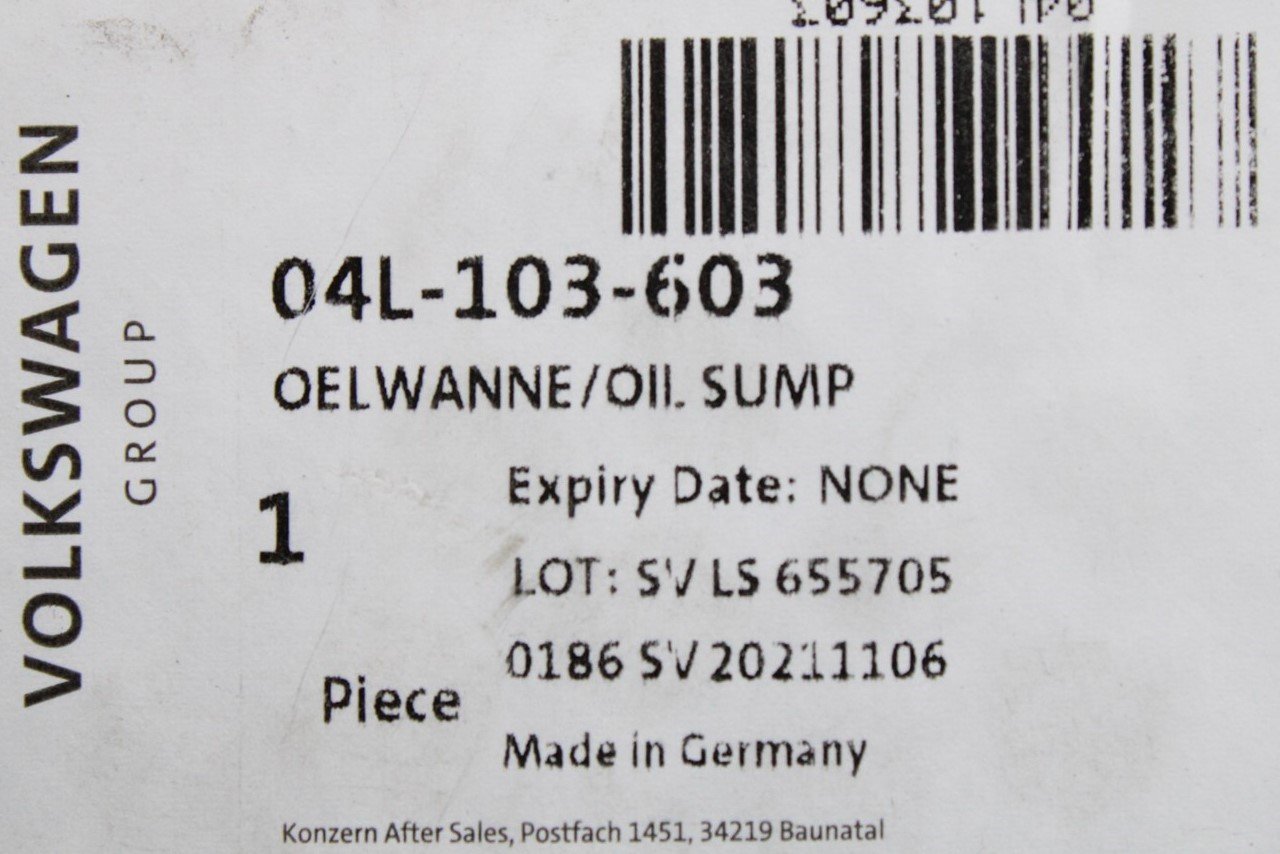 VOLKSWAGEN
GROUP
04L-103-603
OELWANNE/OIL SUMP
1
Piece
Expiry Date: NONE
LOT: SV LS 655705
0186 SV 20211106
Made in Germany
Konzern After Sales, Postfach 1451, 34219 Baunatal